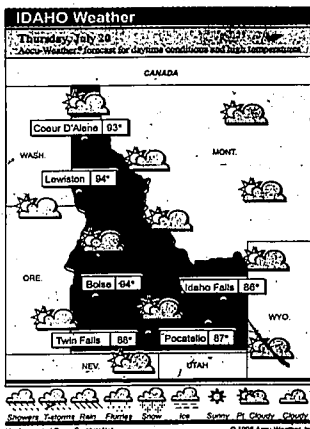 IDAHO Weather
Thursday, July 20
Accu-Weather® forecast for daytime conditions and high temperatures
CANADA
Coeur D'Alene 93°
WASH.
MONT.
Lewiston 94°
ORE.
Boise 94°
Idaho Falls 86°
WYO.
Twin Falls 88°
Pocatello 87°
NEV.
UTAH
Showers T-storms Rain Flurries Snow Ice Sunny Pt. Cloudy Cloudy